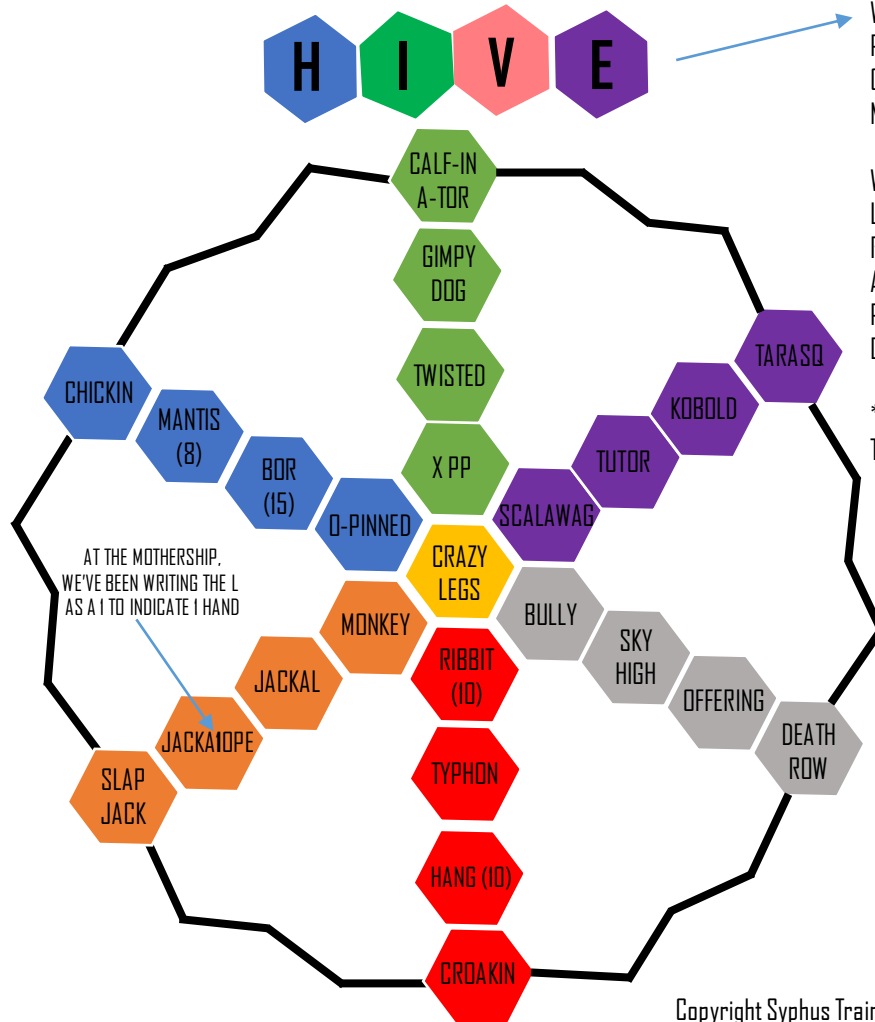 H I V E
CALF-IN
A-TOR
GIMPY
DOG
TWISTED
X PP
TARASQ
KOBOLD
TUTOR
SCALAWAG
CHICKIN
MANTIS
(8)
BOR
(15)
O-PINNED
CRAZY
LEGS
AT THE MOTHERSHIP,
WE'VE BEEN WRITING THE L
AS A 1 TO INDICATE 1 HAND
MONKEY
JACKAL
JACKA1OPE
SLAP
JACK
BULLY
SKY
HIGH
OFFERING
DEATH
ROW
RIBBIT
(10)
TYPHON
HANG (10)
CROAKIN
Copyright Syphus Train